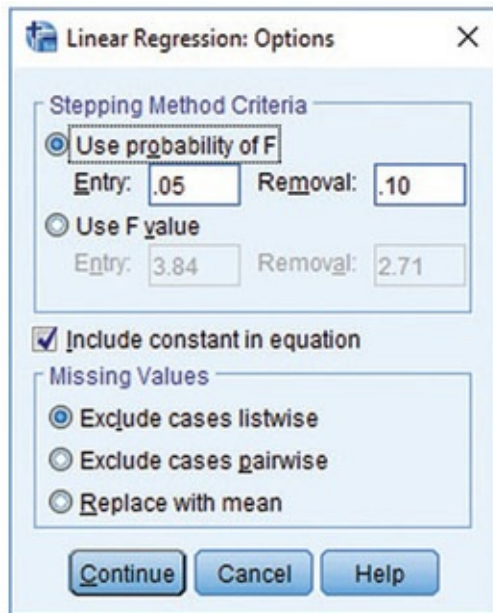 Linear Regression: Options
Stepping Method Criteria
Use probability of F
Entry: .05 Removal: .10
Use F value
Entry: 3.84 Removal: 2.71
Include constant in equation
Missing Values
Exclude cases listwise
Exclude cases pairwise
Replace with mean
Continue Cancel Help